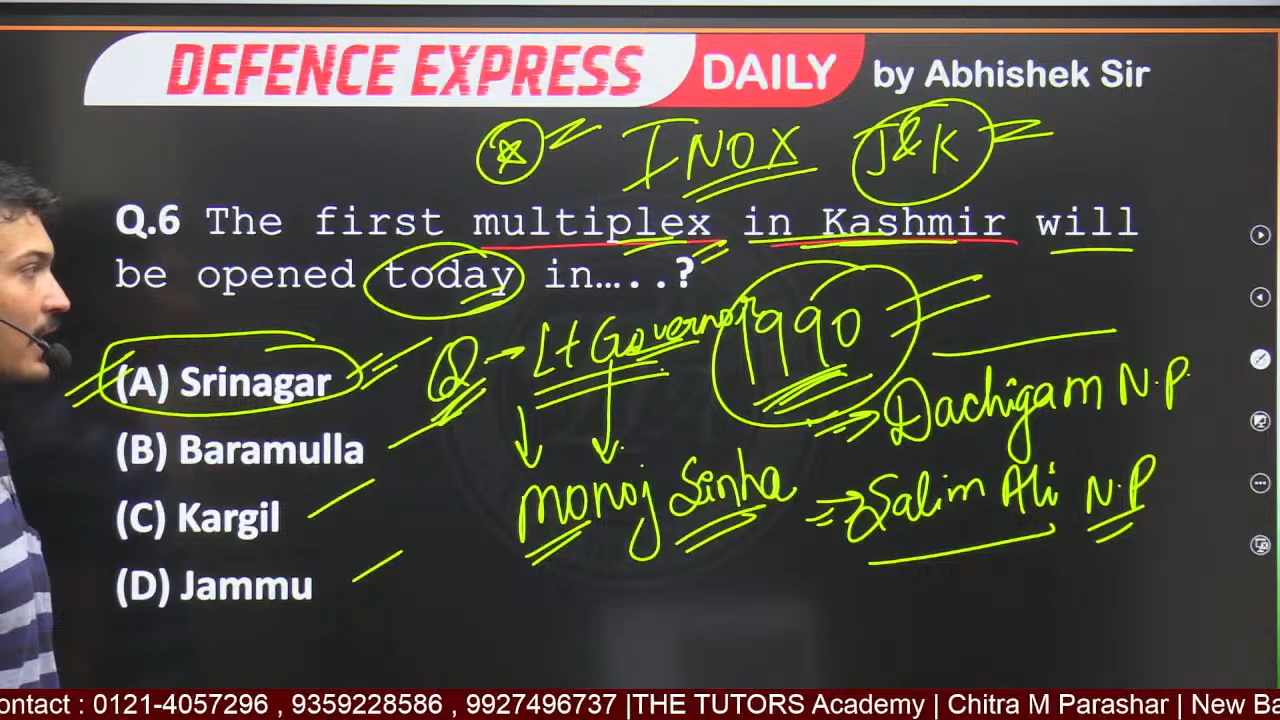 DEFENCE EXPRESS DAILY by Abhishek Sir
INOX J&K
Q.6 The first multiplex in Kashmir will
be opened today in.....?
1990
Q → Lt Governor
(A) Srinagar
Dachigam N.P.
(B) Baramulla
Manoj Sinha
Salim Ali N.P
(C) Kargil
(D) Jammu
ontact : 0121-4057296 , 9359228586 , 9927496737 |THE TUTORS Academy | Chitra M Parashar | New Ba